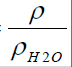 = ρ
ρH2O